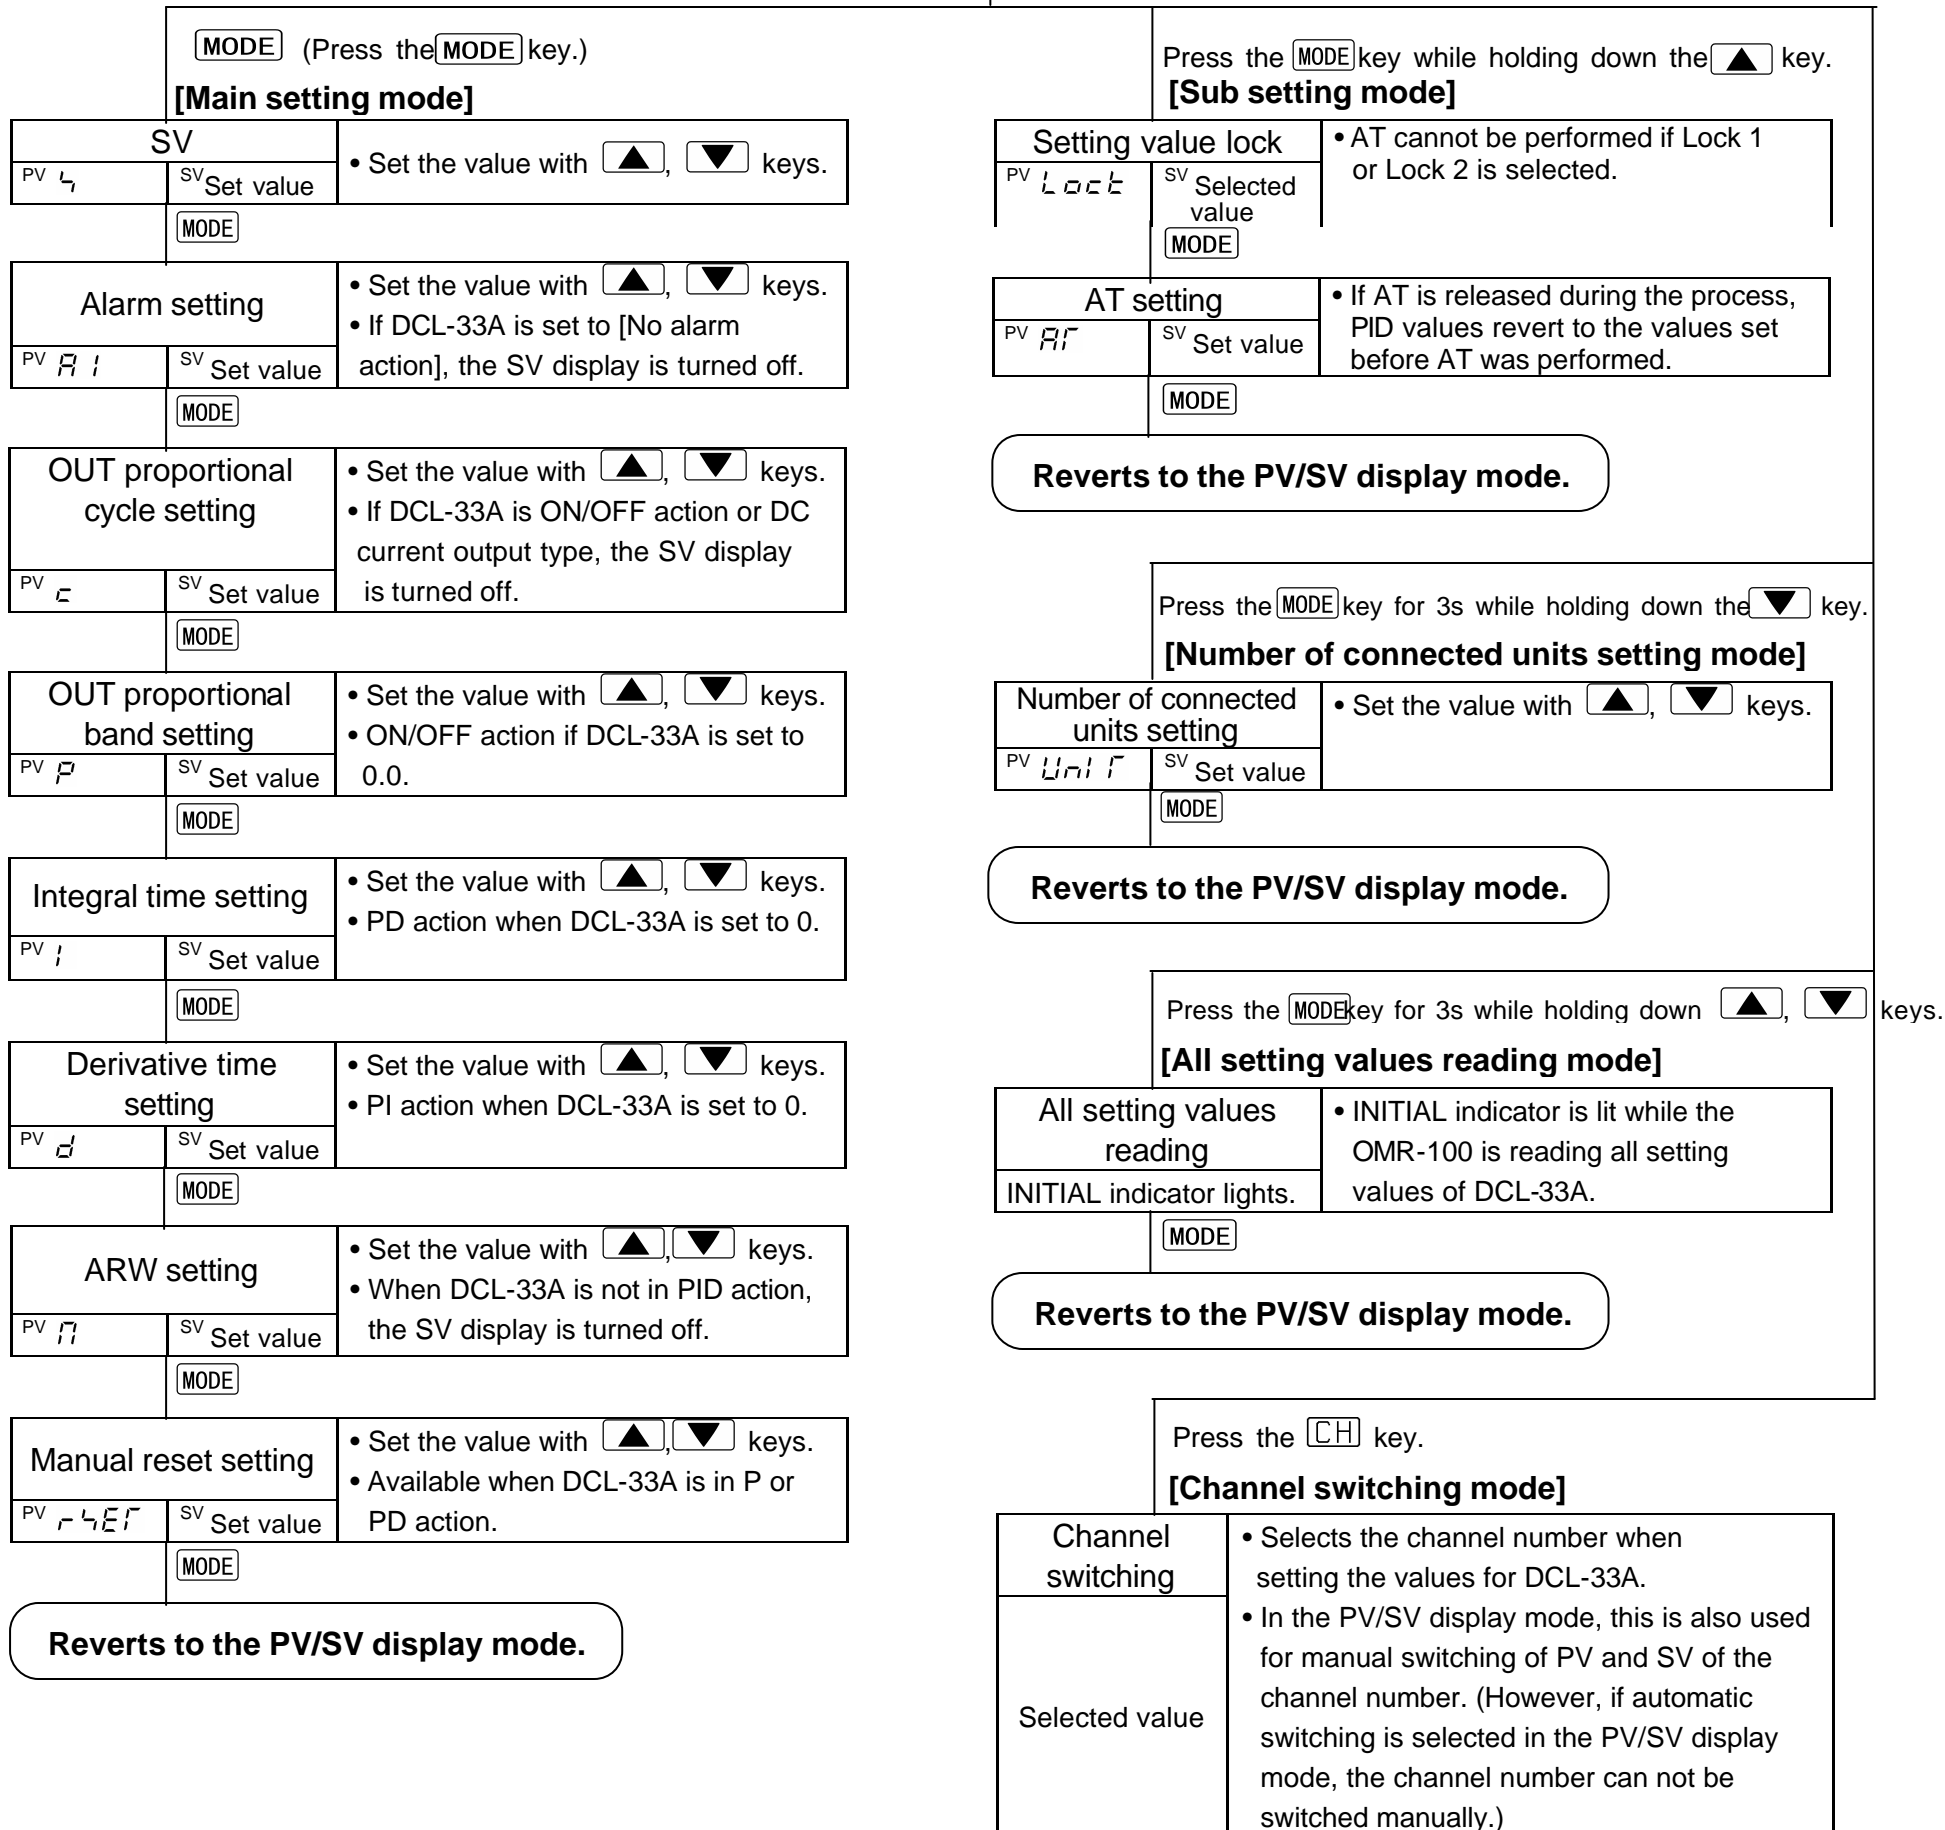 MODE (Press the MODE key.)
[Main setting mode]
SV
PV SV Set value
• Set the value with ▲, ▼ keys.
MODE
Alarm setting
PV A1 SV Set value
• Set the value with ▲, ▼ keys.
• If DCL-33A is set to [No alarm
action], the SV display is turned off.
MODE
OUT proportional
cycle setting
PV c SV Set value
• Set the value with ▲, ▼ keys.
• If DCL-33A is ON/OFF action or DC
current output type, the SV display
is turned off.
MODE
OUT proportional
band setting
PV P SV Set value
• Set the value with ▲, ▼ keys.
• ON/OFF action if DCL-33A is set to
0.0.
MODE
Integral time setting
PV I SV Set value
• Set the value with ▲, ▼ keys.
• PD action when DCL-33A is set to 0.
MODE
Derivative time
setting
PV d SV Set value
• Set the value with ▲, ▼ keys.
• PI action when DCL-33A is set to 0.
MODE
ARW setting
PV SV Set value
• Set the value with ▲,▼ keys.
• When DCL-33A is not in PID action,
the SV display is turned off.
MODE
Manual reset setting
PV rSET SV Set value
• Set the value with ▲,▼ keys.
• Available when DCL-33A is in P or
PD action.
MODE
Reverts to the PV/SV display mode.
Press the MODE key while holding down the ▲ key.
[Sub setting mode]
Setting value lock
PV Lock SV Selected
value
• AT cannot be performed if Lock 1
or Lock 2 is selected.
MODE
AT setting
PV AT SV Set value
• If AT is released during the process,
PID values revert to the values set
before AT was performed.
MODE
Reverts to the PV/SV display mode.
Press the MODE key for 3s while holding down the ▼ key.
[Number of connected units setting mode]
Number of connected
units setting
PV UnIT SV Set value
• Set the value with ▲, ▼ keys.
MODE
Reverts to the PV/SV display mode.
Press the MODE key for 3s while holding down ▲, ▼ keys.
[All setting values reading mode]
All setting values
reading
INITIAL indicator lights.
• INITIAL indicator is lit while the
OMR-100 is reading all setting
values of DCL-33A.
MODE
Reverts to the PV/SV display mode.
Press the CH key.
[Channel switching mode]
Channel
switching
Selected value
• Selects the channel number when
setting the values for DCL-33A.
• In the PV/SV display mode, this is also used
for manual switching of PV and SV of the
channel number. (However, if automatic
switching is selected in the PV/SV display
mode, the channel number can not be
switched manually.)